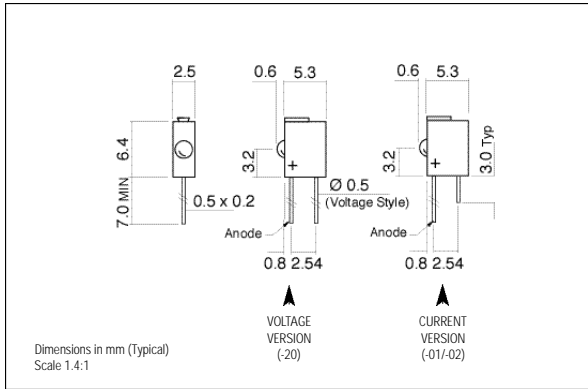 2.5
0.6
5.3
0.6
5.3
6.4
3.2
3.2
3.0 Typ
+
+
7.0 MIN
0.5 x 0.2
Ø 0.5
(Voltage Style)
Anode
Anode
0.8 2.54
0.8 2.54
VOLTAGE
VERSION
(-20)
CURRENT
VERSION
(-01/-02)
Dimensions in mm (Typical)
Scale 1.4:1